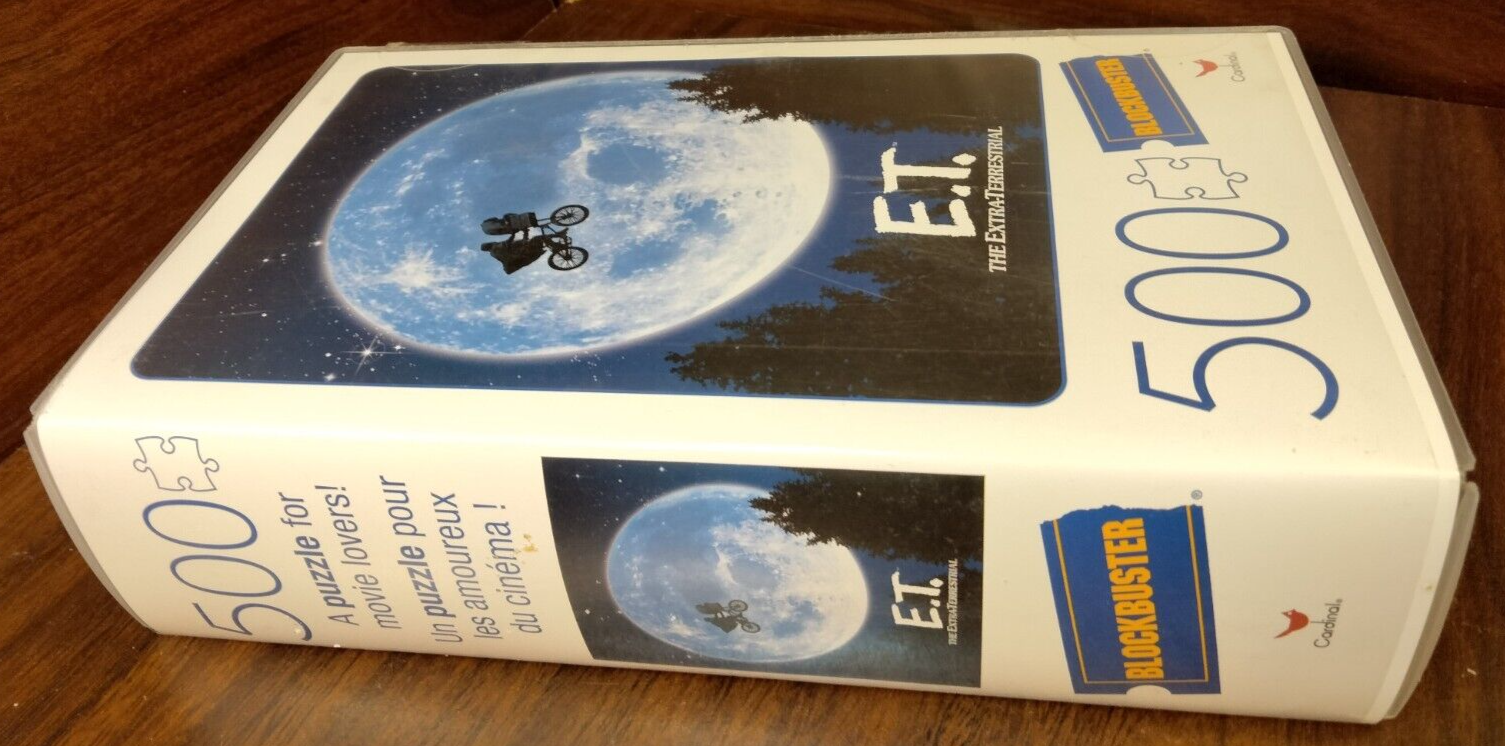 E.T.
THE EXTRA-TERRESTRIAL
BLOCKBUSTER®
500
Cardinal®
500
A puzzle for
movie lovers!
Un puzzle pour
les amoureux
du cinéma !
E.T.
THE EXTRA-TERRESTRIAL
BLOCKBUSTER®
Cardinal®